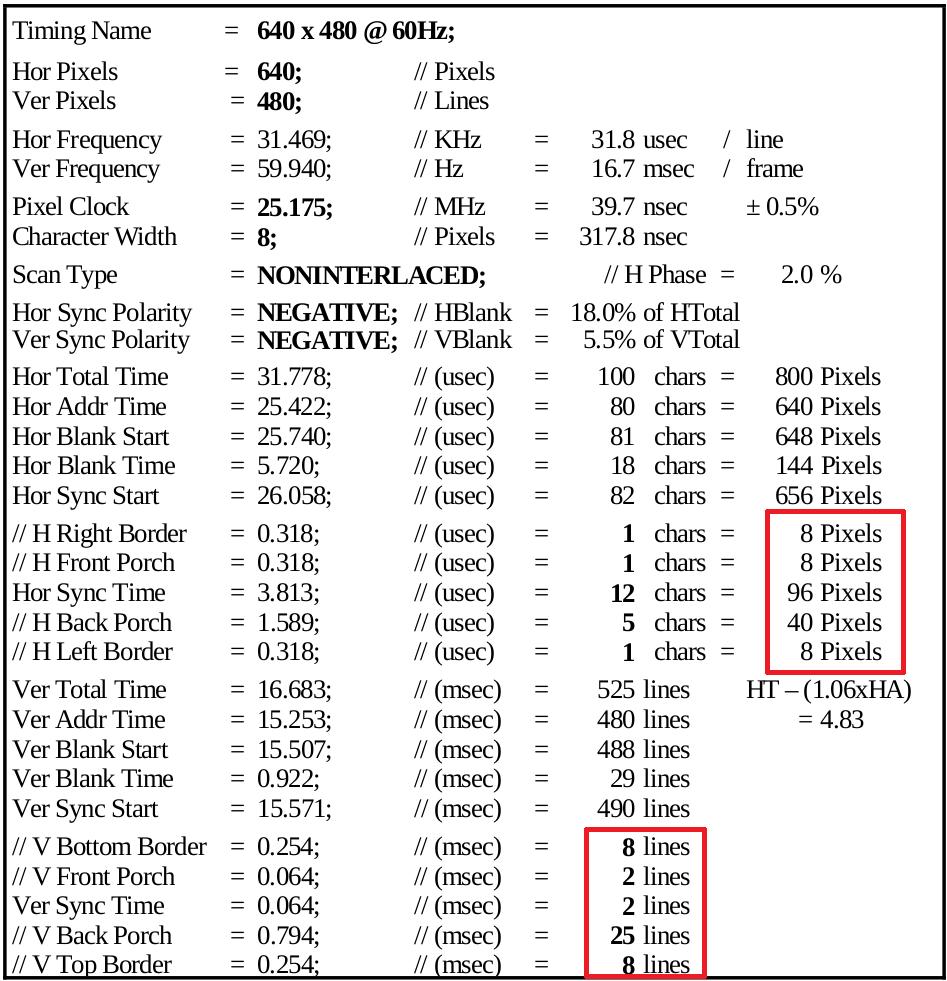 Timing Name = 640 x 480 @ 60Hz;
Hor Pixels = 640; // Pixels
Ver Pixels = 480; // Lines
Hor Frequency = 31.469; // KHz = 31.8 usec / line
Ver Frequency = 59.940; // Hz = 16.7 msec / frame
Pixel Clock = 25.175; // MHz = 39.7 nsec ± 0.5%
Character Width = 8; // Pixels = 317.8 nsec
Scan Type = NONINTERLACED; // H Phase = 2.0 %
Hor Sync Polarity = NEGATIVE; // HBlank = 18.0% of HTotal
Ver Sync Polarity = NEGATIVE; // VBlank = 5.5% of VTotal
Hor Total Time = 31.778; // (usec) = 100 chars = 800 Pixels
Hor Addr Time = 25.422; // (usec) = 80 chars = 640 Pixels
Hor Blank Start = 25.740; // (usec) = 81 chars = 648 Pixels
Hor Blank Time = 5.720; // (usec) = 18 chars = 144 Pixels
Hor Sync Start = 26.058; // (usec) = 82 chars = 656 Pixels
// H Right Border = 0.318; // (usec) = 1 chars = 8 Pixels
// H Front Porch = 0.318; // (usec) = 1 chars = 8 Pixels
Hor Sync Time = 3.813; // (usec) = 12 chars = 96 Pixels
// H Back Porch = 1.589; // (usec) = 5 chars = 40 Pixels
// H Left Border = 0.318; // (usec) = 1 chars = 8 Pixels
Ver Total Time = 16.683; // (msec) = 525 lines HT – (1.06xHA)
Ver Addr Time = 15.253; // (msec) = 480 lines = 4.83
Ver Blank Start = 15.507; // (msec) = 488 lines
Ver Blank Time = 0.922; // (msec) = 29 lines
Ver Sync Start = 15.571; // (msec) = 490 lines
// V Bottom Border = 0.254; // (msec) = 8 lines
// V Front Porch = 0.064; // (msec) = 2 lines
Ver Sync Time = 0.064; // (msec) = 2 lines
// V Back Porch = 0.794; // (msec) = 25 lines
// V Top Border = 0.254; // (msec) = 8 lines